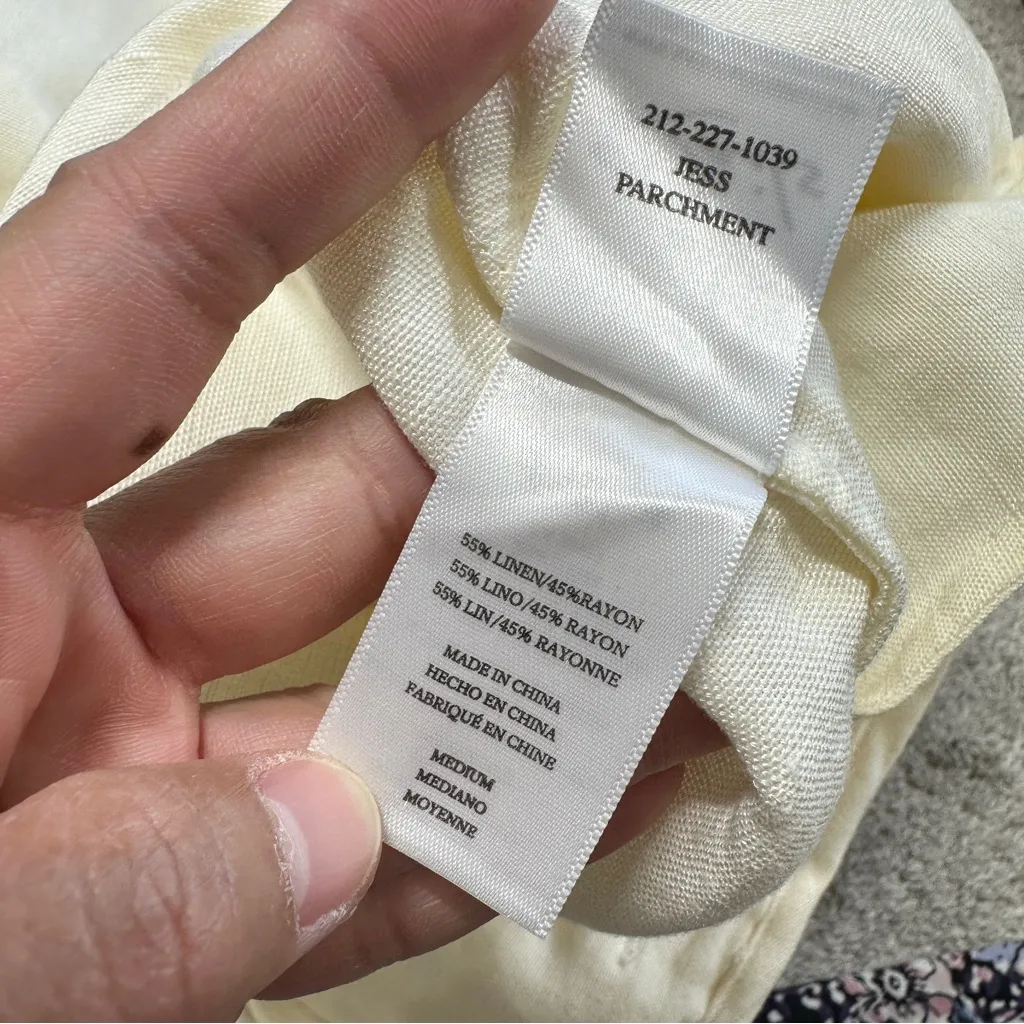 212-227-1039
JESS
PARCHMENT
55% LINEN/45%RAYON
55% LINO/45% RAYON
55% LIN/45% RAYONNE
MADE IN CHINA
HECHO EN CHINA
FABRIQUÉ EN CHINE
MEDIUM
MEDIANO
MOYENNE